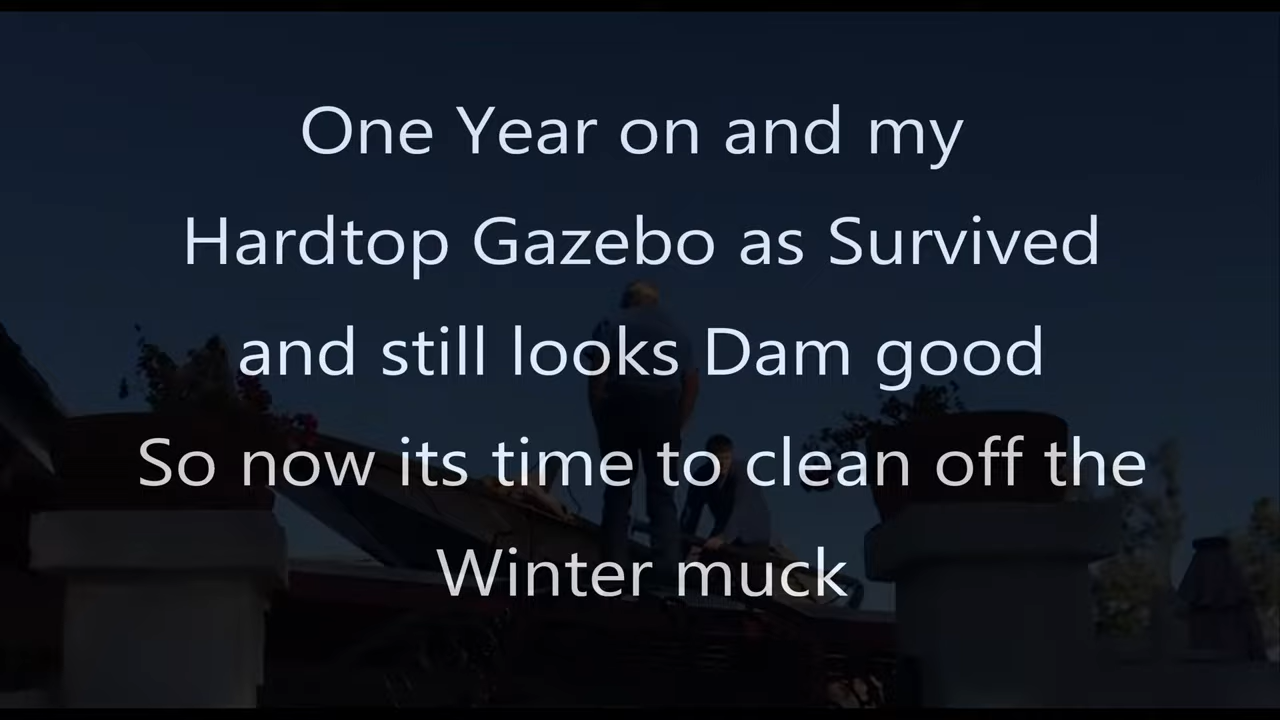 One Year on and my
Hardtop Gazebo as Survived
and still looks Dam good
So now its time to clean off the
Winter muck